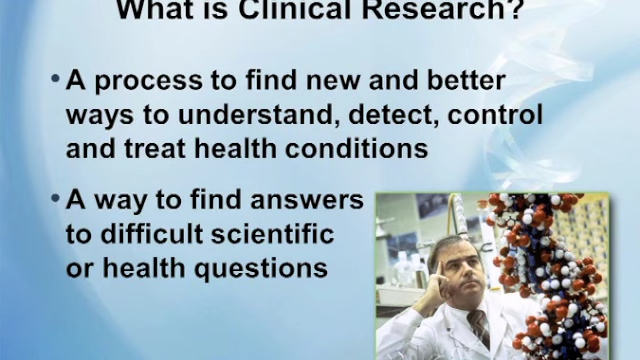 What is Clinical Research?
• A process to find new and better
ways to understand, detect, control
and treat health conditions
• A way to find answers
to difficult scientific
or health questions